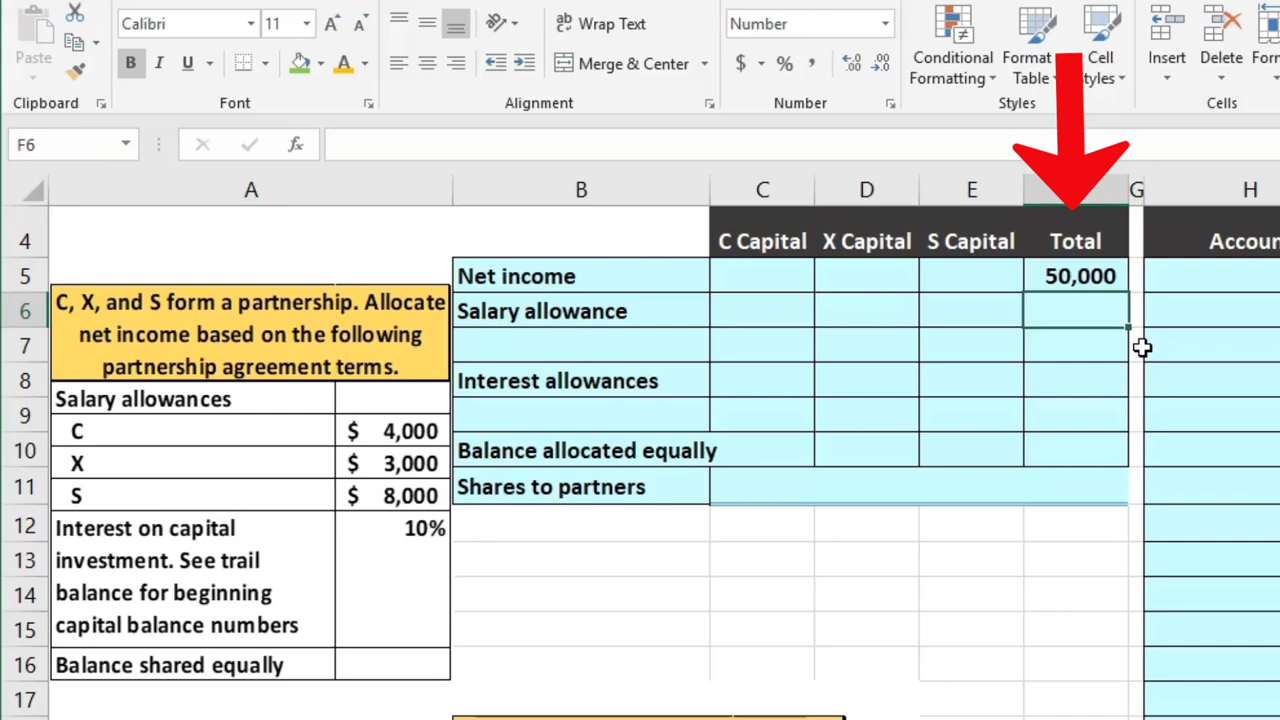 Calibri
11
Wrap Text
Number
Paste
B I U
Merge & Center
$ % ,
Conditional
Formatting
Format
Table
Cell
Styles
Insert
Delete
Clipboard
Font
Alignment
Number
Styles
Cells
F6
fx
A B C D E G H
4 C Capital X Capital S Capital Total
5 Net income 50,000
C, X, and S form a partnership. Allocate
net income based on the following
partnership agreement terms.
6 Salary allowance
7
8 Interest allowances
Salary allowances
9
C $ 4,000
10 Balance allocated equally
X $ 3,000
11 Shares to partners
S $ 8,000
12 Interest on capital 10%
13 investment. See trail
14 balance for beginning
15 capital balance numbers
16 Balance shared equally
17